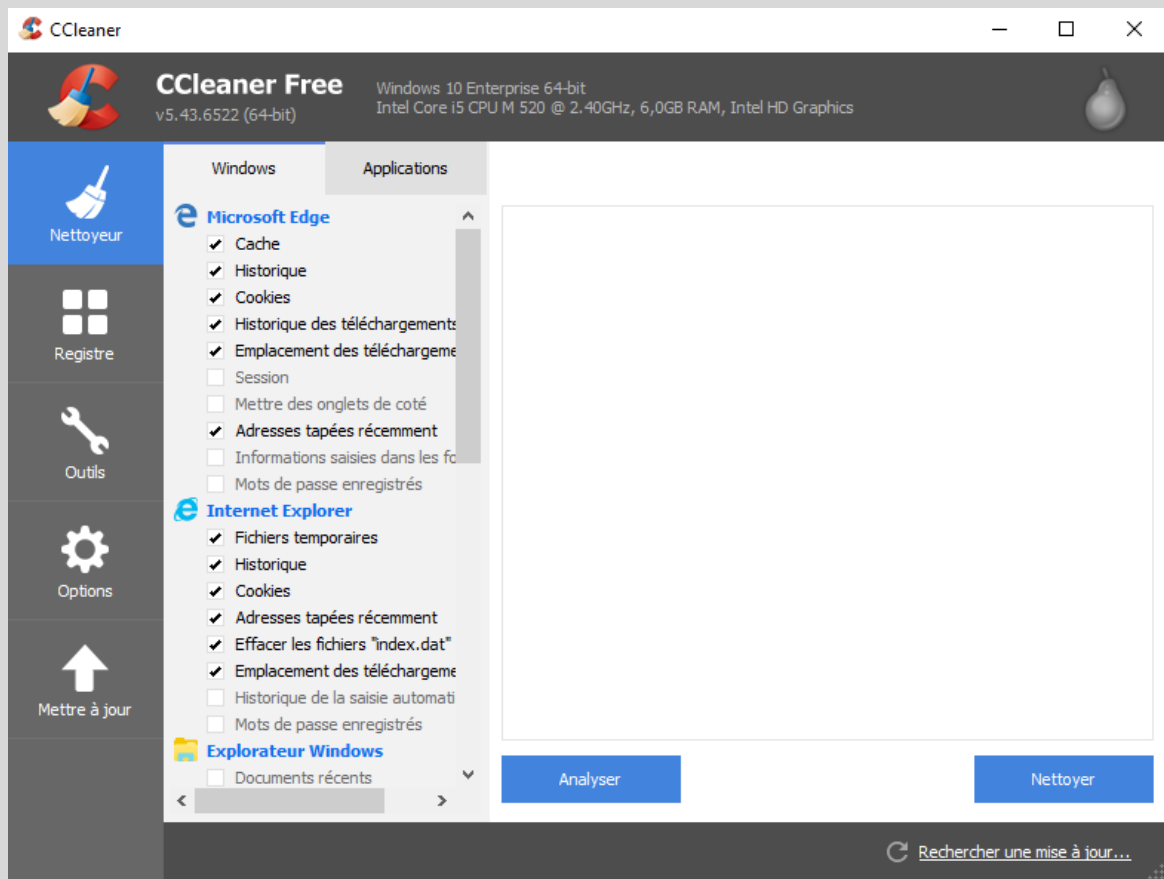 CCleaner
CCleaner Free
v5.43.6522 (64-bit)
Windows 10 Enterprise 64-bit
Intel Core i5 CPU M 520 @ 2.40GHz, 6,0GB RAM, Intel HD Graphics
Nettoyeur
Registre
Outils
Options
Mettre à jour
Windows
Applications
Microsoft Edge
Cache
Historique
Cookies
Historique des téléchargements
Emplacement des téléchargeme
Session
Mettre des onglets de coté
Adresses tapées récemment
Informations saisies dans les fo
Mots de passe enregistrés
Internet Explorer
Fichiers temporaires
Historique
Cookies
Adresses tapées récemment
Effacer les fichiers "index.dat"
Emplacement des téléchargeme
Historique de la saisie automati
Mots de passe enregistrés
Explorateur Windows
Documents récents
Analyser
Nettoyer
Rechercher une mise à jour...